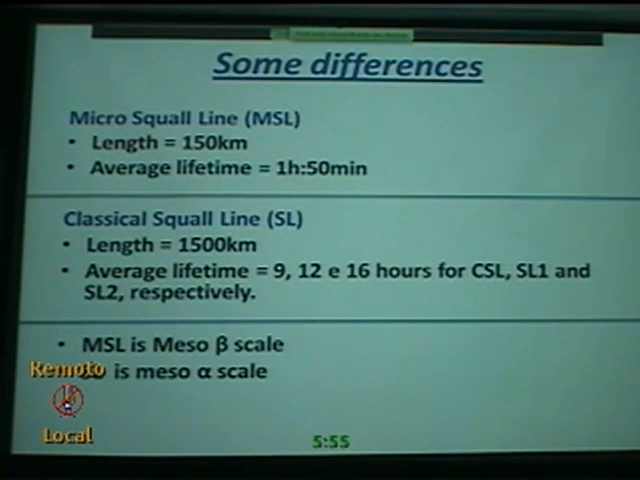 Some differences
Micro Squall Line (MSL)
• Length = 150km
• Average lifetime = 1h:50min
Classical Squall Line (SL)
• Length = 1500km
• Average lifetime = 9, 12 e 16 hours for CSL, SL1 and
SL2, respectively.
• MSL is Meso β scale
is meso α scale
Remoto
Local
5:55